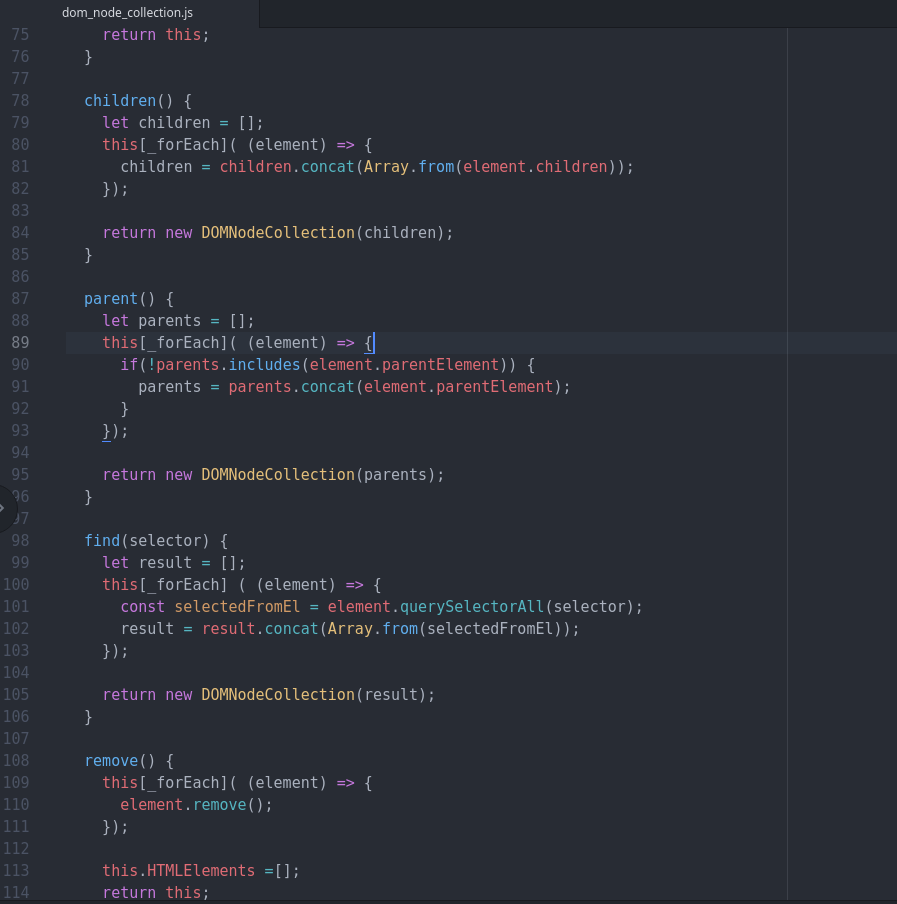 dom_node_collection.js
75 return this;
76 }
77
78 children() {
79 let children = [];
80 this[_forEach]( (element) => {
81 children = children.concat(Array.from(element.children));
82 });
83
84 return new DOMNodeCollection(children);
85 }
86
87 parent() {
88 let parents = [];
89 this[_forEach]( (element) => {
90 if(!parents.includes(element.parentElement)) {
91 parents = parents.concat(element.parentElement);
92 }
93 });
94
95 return new DOMNodeCollection(parents);
96 }
97
98 find(selector) {
99 let result = [];
100 this[_forEach] ( (element) => {
101 const selectedFromEl = element.querySelectorAll(selector);
102 result = result.concat(Array.from(selectedFromEl));
103 });
104
105 return new DOMNodeCollection(result);
106 }
107
108 remove() {
109 this[_forEach]( (element) => {
110 element.remove();
111 });
112
113 this.HTMLElements =[];
114 return this;